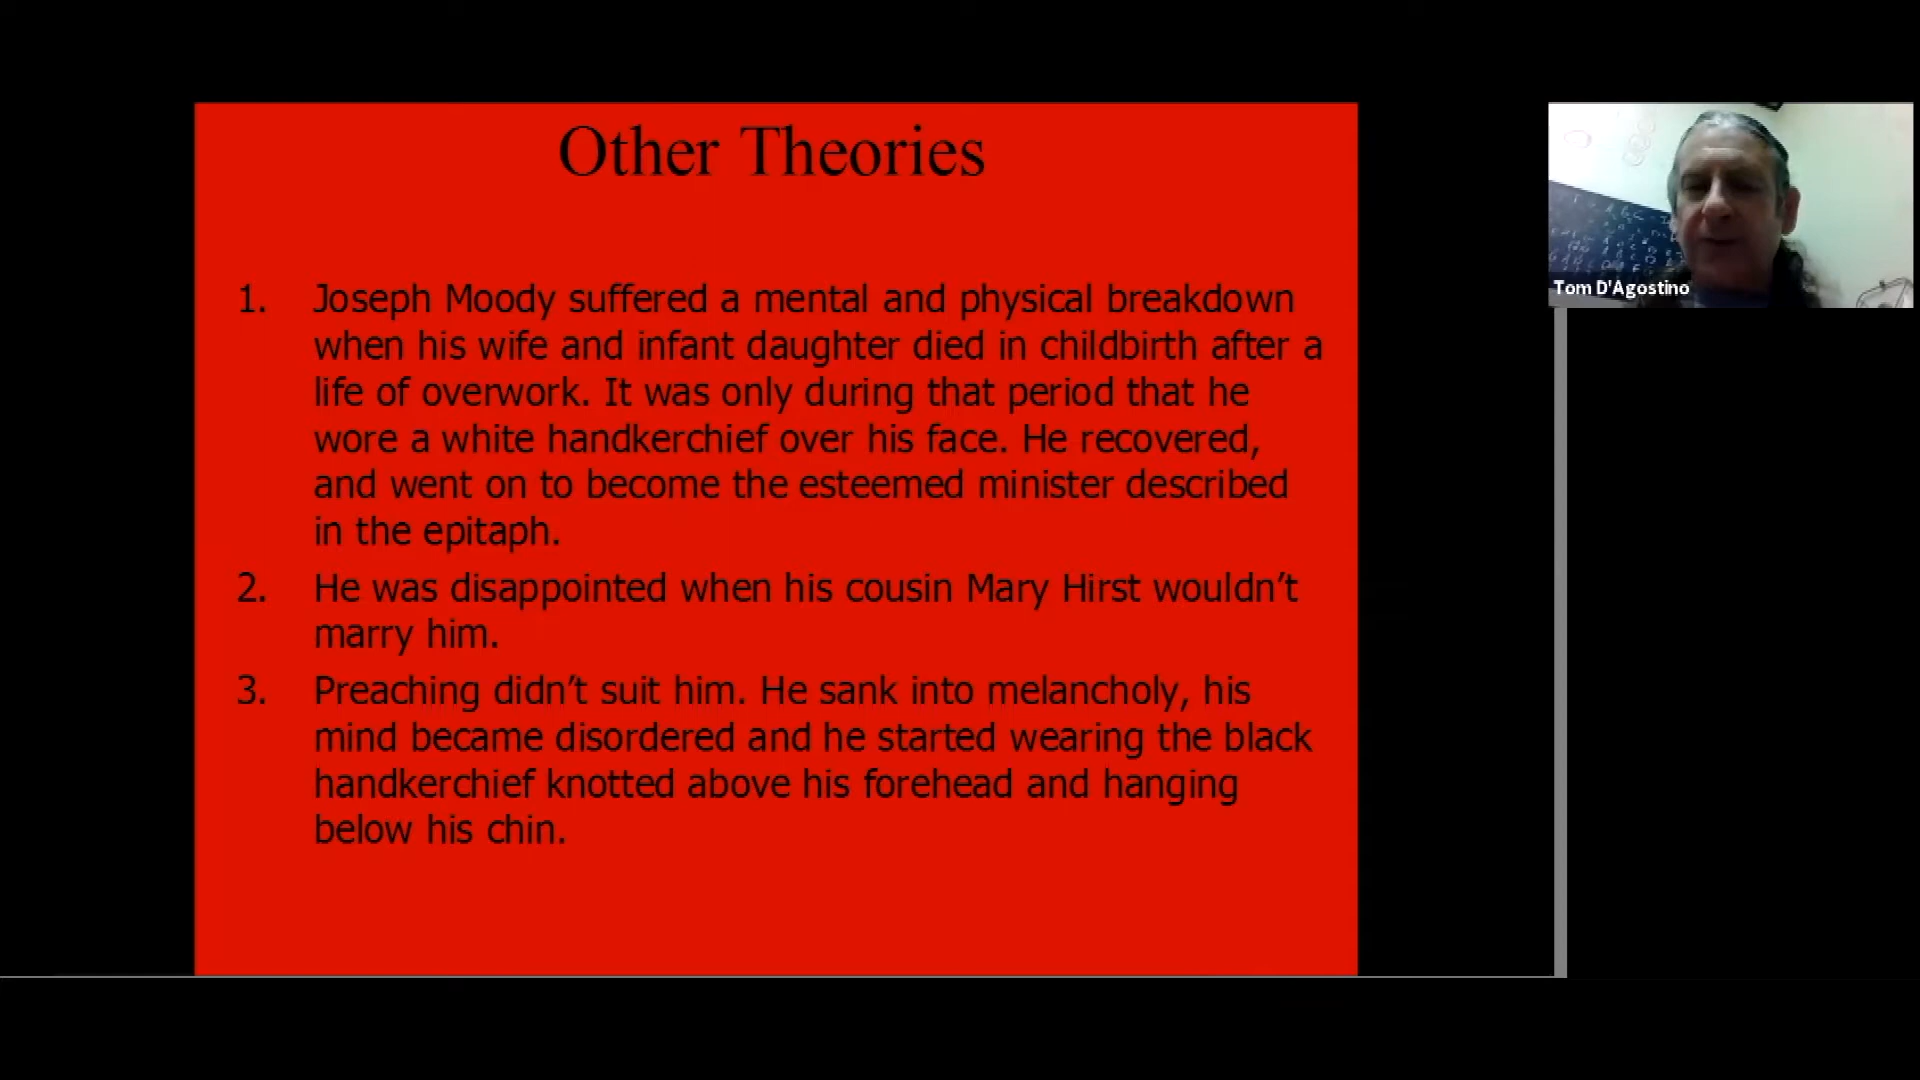 Other Theories
1. Joseph Moody suffered a mental and physical breakdown
when his wife and infant daughter died in childbirth after a
life of overwork. It was only during that period that he
wore a white handkerchief over his face. He recovered,
and went on to become the esteemed minister described
in the epitaph.
2. He was disappointed when his cousin Mary Hirst wouldn’t
marry him.
3. Preaching didn’t suit him. He sank into melancholy, his
mind became disordered and he started wearing the black
handkerchief knotted above his forehead and hanging
below his chin.
Tom D'Agostino